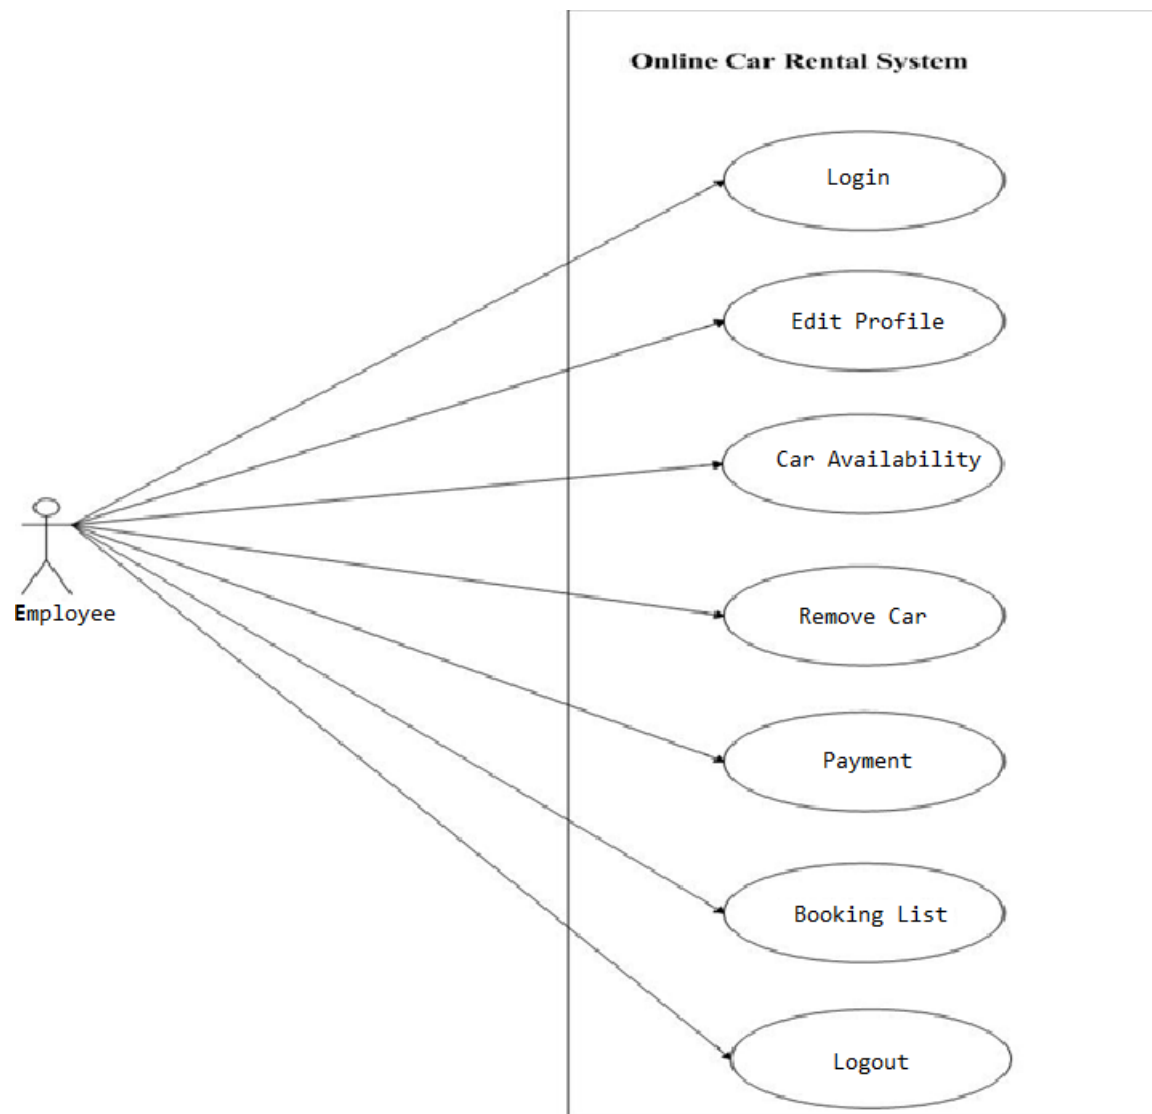 Online Car Rental System
Login
Edit Profile
Car Availability
Employee
Remove Car
Payment
Booking List
Logout